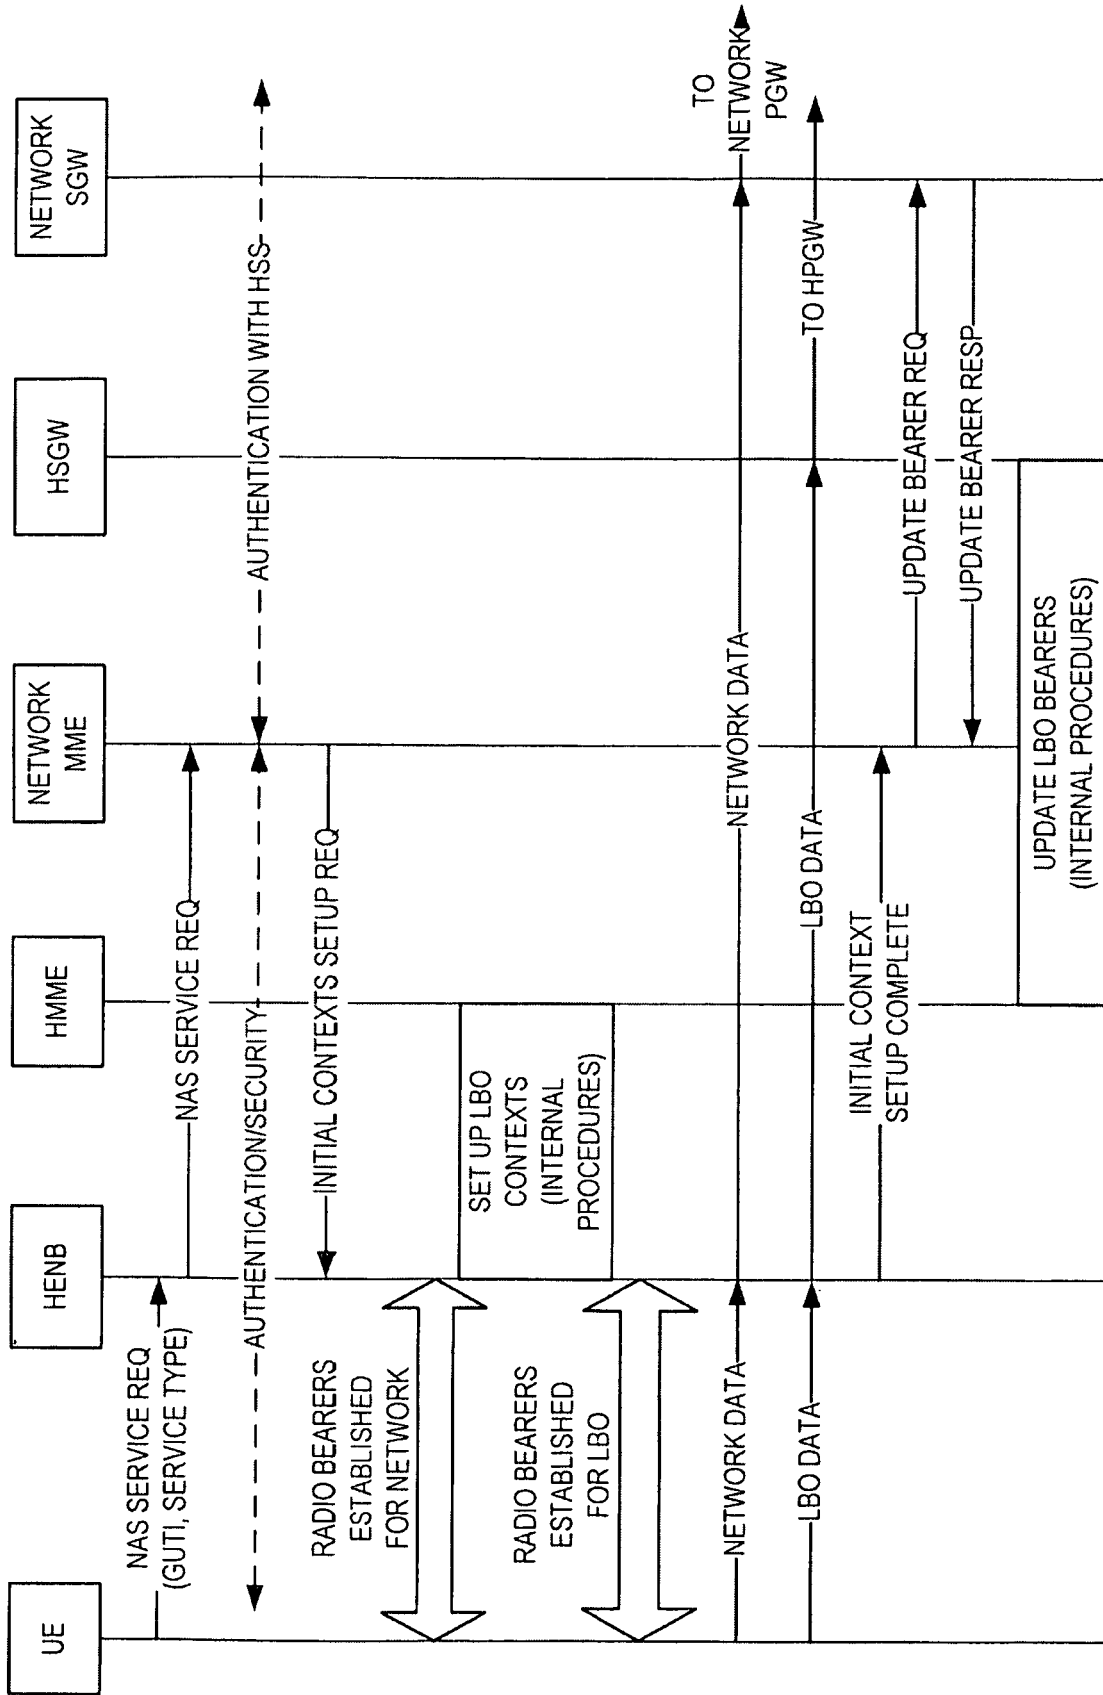 UE
HENB
HMME
NETWORK
MME
HSGW
NETWORK
SGW
NAS SERVICE REQ
(GUTI, SERVICE TYPE)
NAS SERVICE REQ
AUTHENTICATION/SECURITY
AUTHENTICATION WITH HSS
INITIAL CONTEXTS SETUP REQ
RADIO BEARERS
ESTABLISHED
FOR NETWORK
SET UP LBO
CONTEXTS
(INTERNAL
PROCEDURES)
RADIO BEARERS
ESTABLISHED
FOR LBO
NETWORK DATA
NETWORK DATA
TO
NETWORK
PGW
LBO DATA
LBO DATA
TO HPGW
INITIAL CONTEXT
SETUP COMPLETE
UPDATE BEARER REQ
UPDATE BEARER RESP
UPDATE LBO BEARERS
(INTERNAL PROCEDURES)